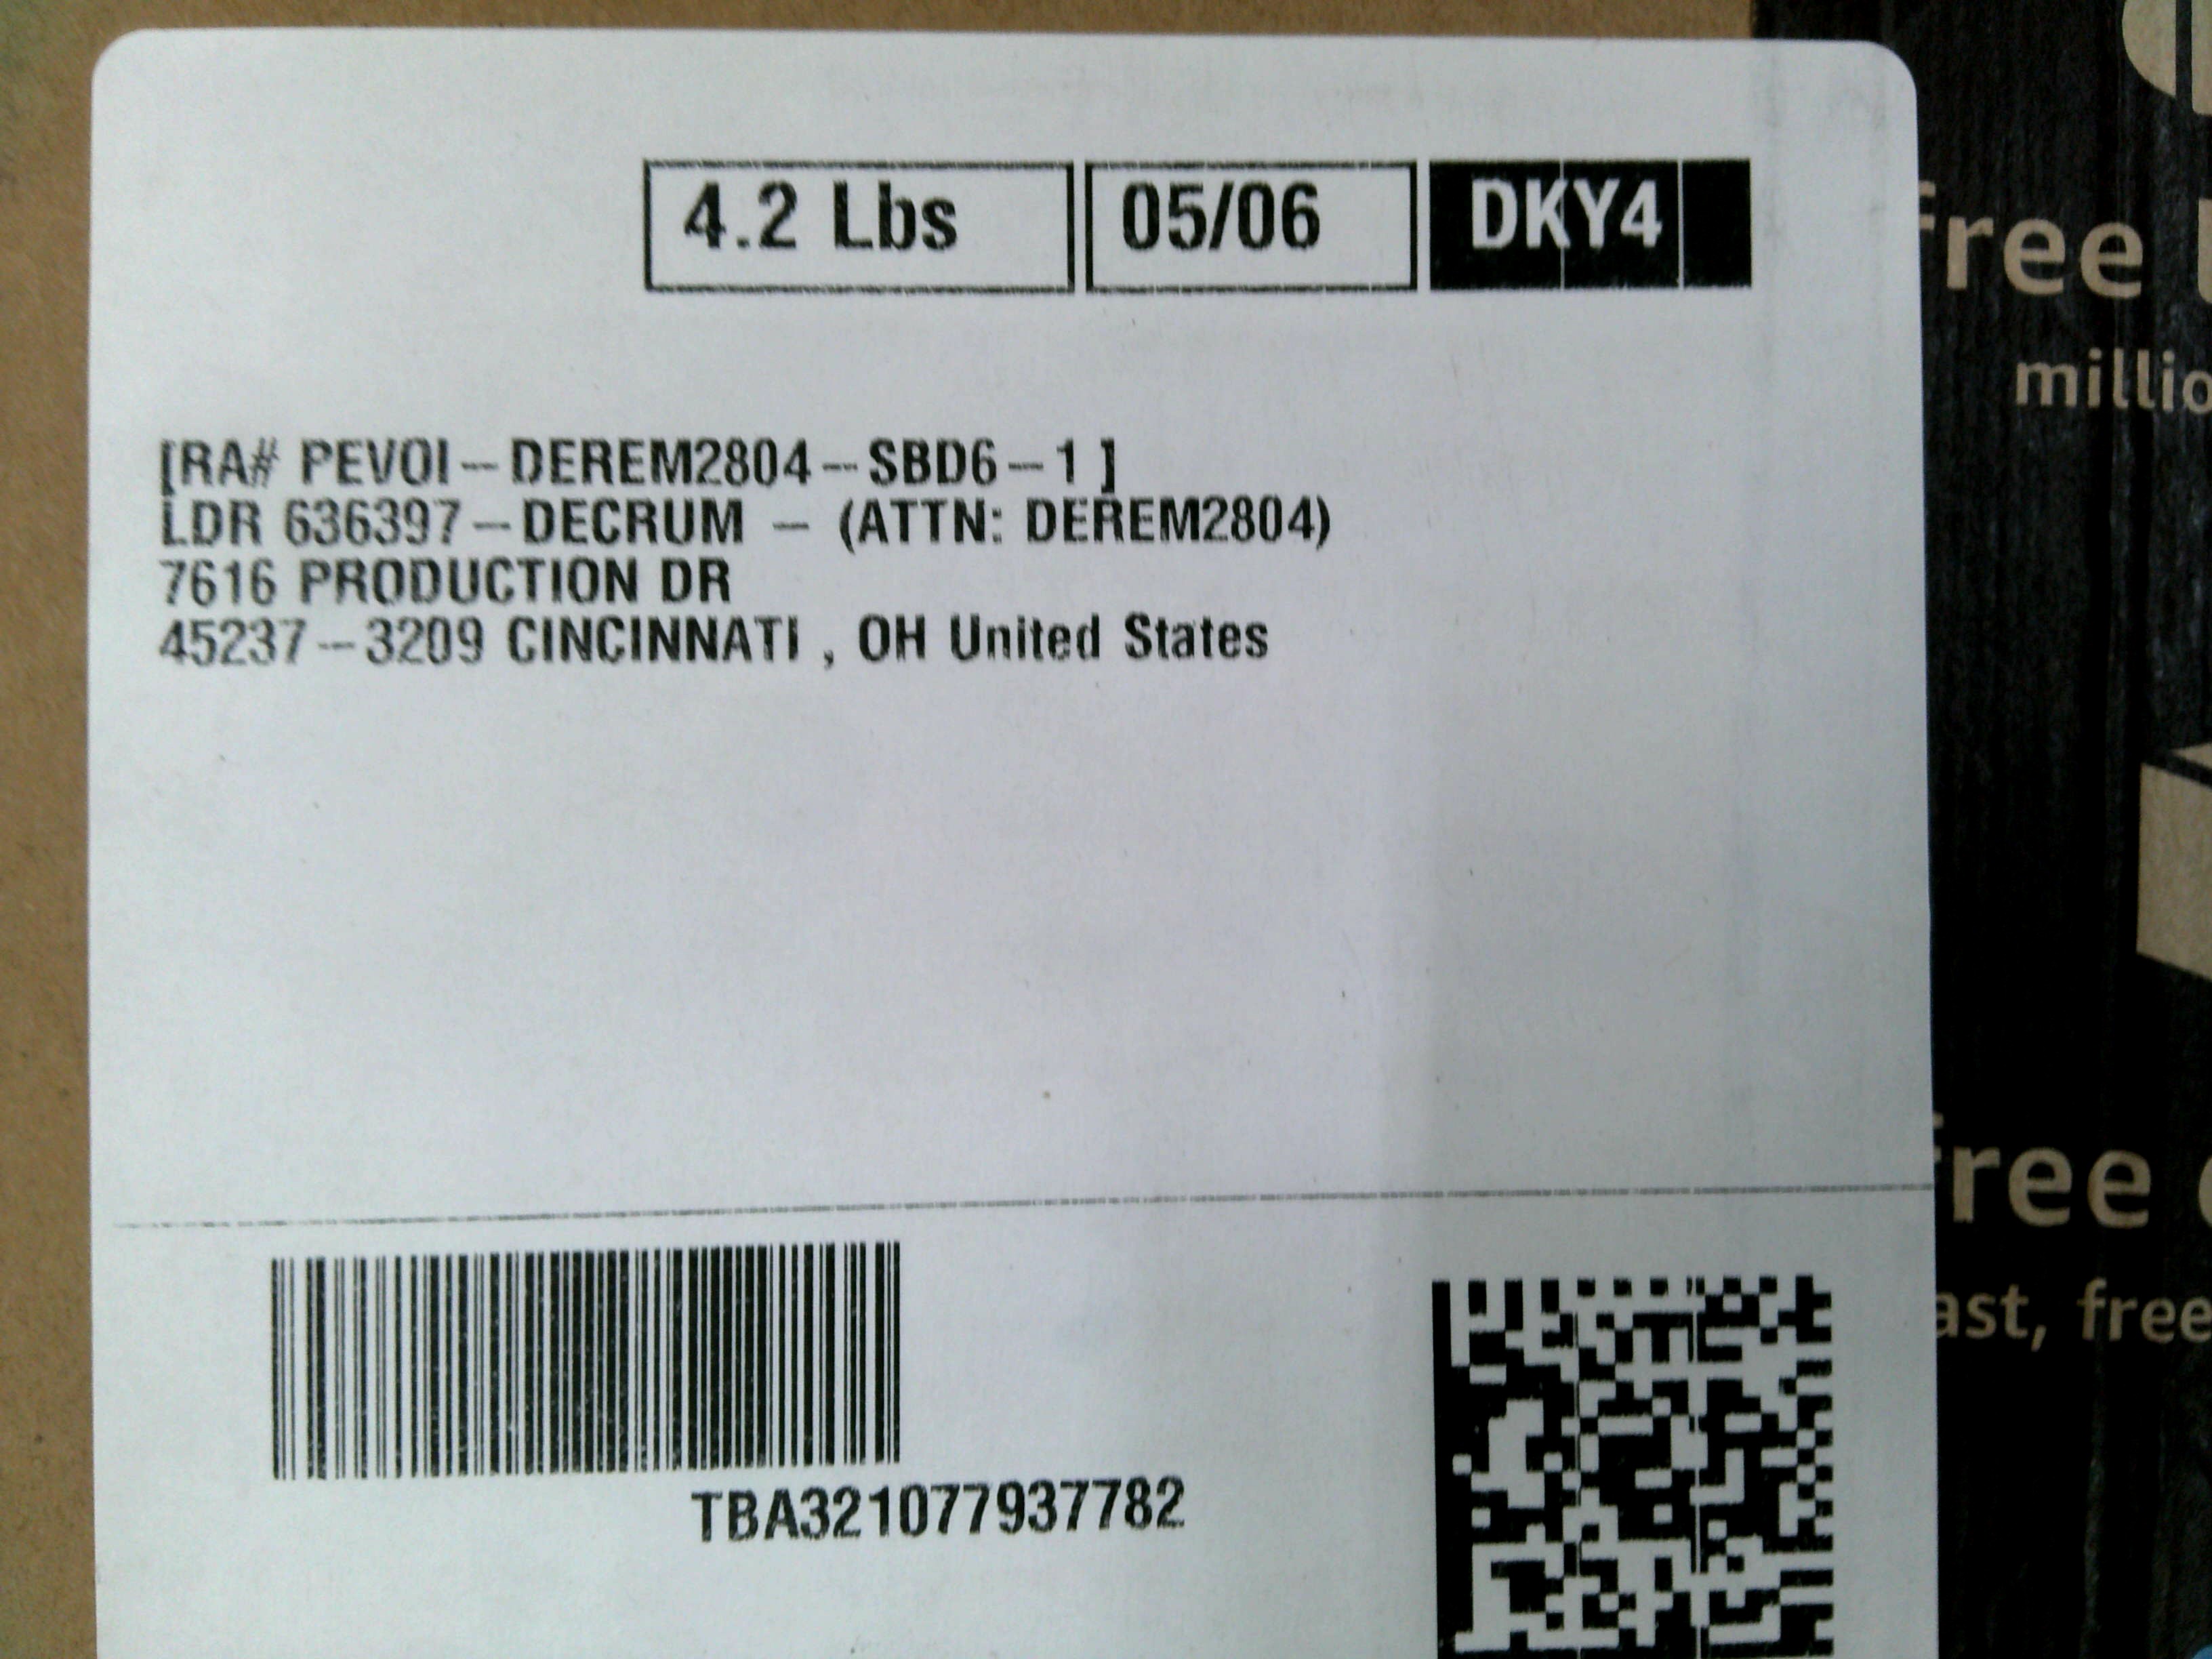 4.2 Lbs 05/06 DKY4
[RA# PEVOI-DEREM2804-SBD6-1 ]
LDR 636397-DECRUM - (ATTN: DEREM2804)
7616 PRODUCTION DR
45237-3209 CINCINNATI , OH United States
TBA321077937782
free
millio
free
ast, free